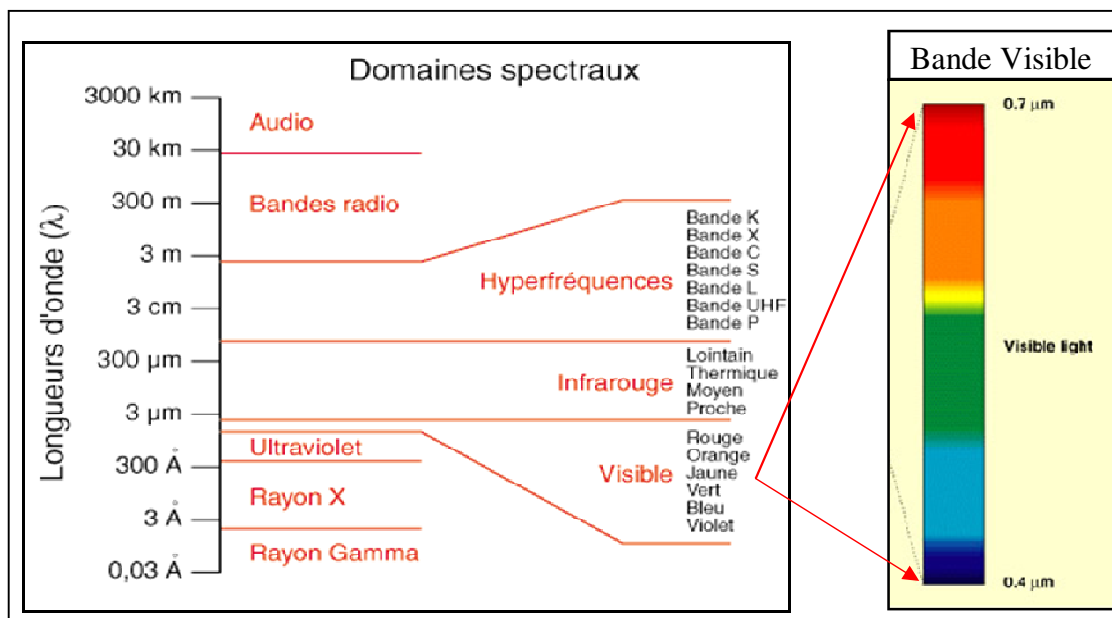 Domaines spectraux
Longueurs d'onde (λ)
3000 km
30 km
300 m
3 m
3 cm
300 µm
3 µm
300 Å
3 Å
0,03 Å
Audio
Bandes radio
Hyperfréquences
Bande K
Bande X
Bande C
Bande S
Bande L
Bande UHF
Bande P
Infrarouge
Lointain
Thermique
Moyen
Proche
Ultraviolet
Visible
Rouge
Orange
Jaune
Vert
Bleu
Violet
Rayon X
Rayon Gamma
Bande Visible
0.7 µm
Visible light
0.4 µm